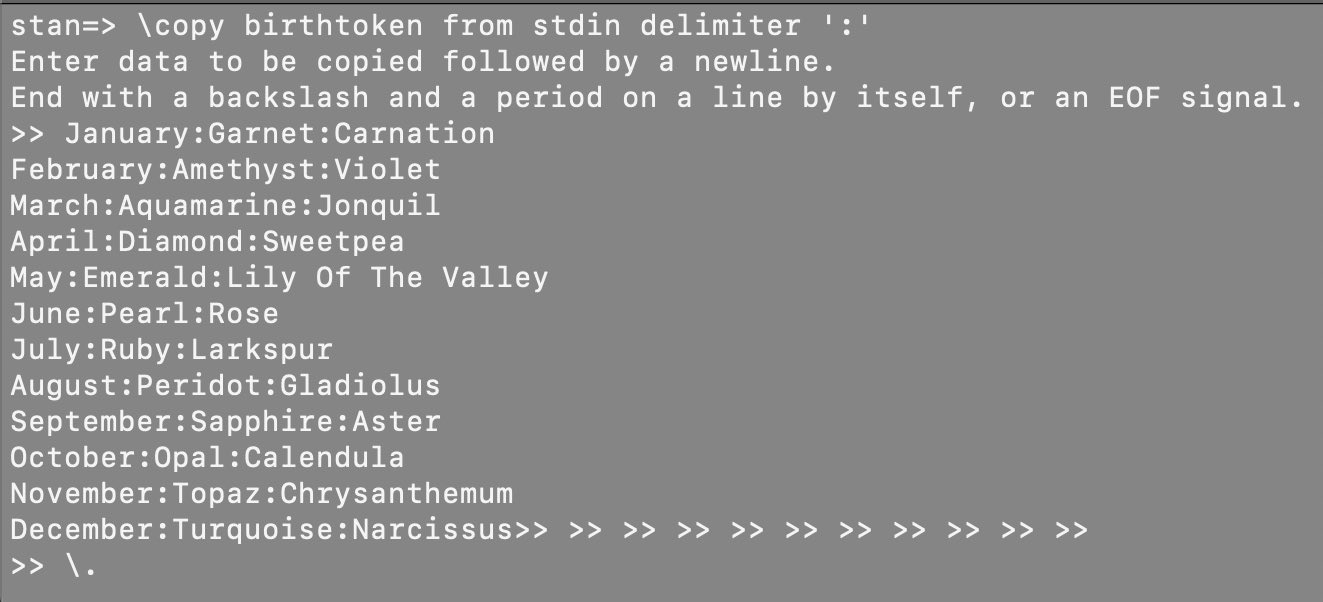 stan=> \copy birthtoken from stdin delimiter ':'
Enter data to be copied followed by a newline.
End with a backslash and a period on a line by itself, or an EOF signal.
>> January:Garnet:Carnation
February:Amethyst:Violet
March:Aquamarine:Jonquil
April:Diamond:Sweetpea
May:Emerald:Lily Of The Valley
June:Pearl:Rose
July:Ruby:Larkspur
August:Peridot:Gladiolus
September:Sapphire:Aster
October:Opal:Calendula
November:Topaz:Chrysanthemum
December:Turquoise:Narcissus>> >> >> >> >> >> >> >> >> >> >>
>> \.